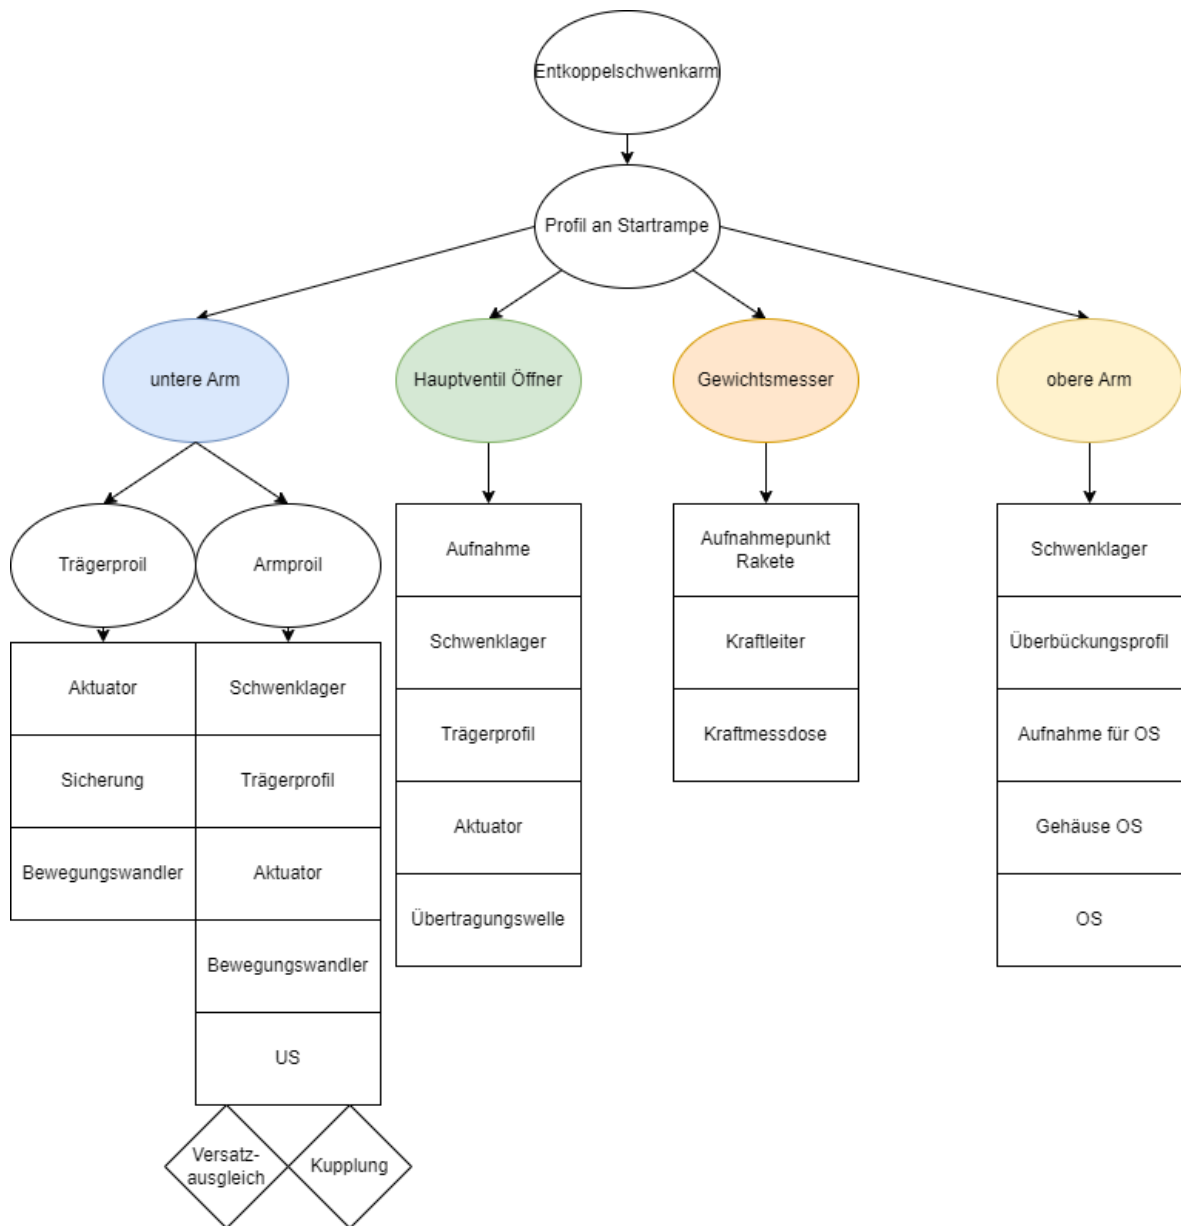 Entkoppelschwenkarm
Profil an Startrampe
untere Arm
Hauptventil Öffner
Gewichtsmesser
obere Arm
Trägerproil
Armproil
Aktuator
Sicherung
Bewegungswandler
Schwenklager
Trägerprofil
Aktuator
Bewegungswandler
US
Versatz-
ausgleich
Kupplung
Aufnahme
Schwenklager
Trägerprofil
Aktuator
Übertragungswelle
Aufnahmepunkt
Rakete
Kraftleiter
Kraftmessdose
Schwenklager
Überbückungsprofil
Aufnahme für OS
Gehäuse OS
OS